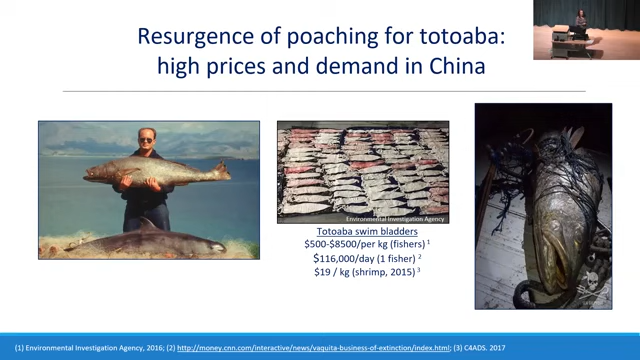 Resurgence of poaching for totoaba:
high prices and demand in China
Environmental Investigation Agency
Totoaba swim bladders
$500-$8500/per kg (fishers) 1
$116,000/day (1 fisher) 2
$19 / kg (shrimp, 2015) 3
(1) Environmental Investigation Agency, 2016; (2) http://money.cnn.com/interactive/news/vaquita-business-of-extinction/index.html; (3) C4ADS. 2017